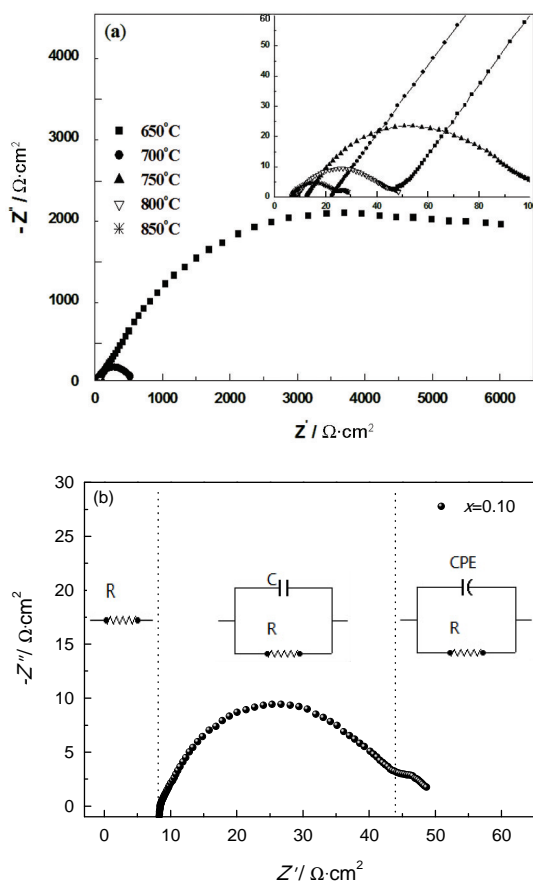 (a)
4000
3000
2000
1000
0
-Z" / Ω·cm²
650°C
700°C
750°C
800°C
850°C
60
50
40
30
20
10
0
0 20 40 60 80 100
0 1000 2000 3000 4000 5000 6000
Z' / Ω·cm²
(b)
x=0.10
30
25
20
15
10
5
0
-Z″/ Ω·cm²
R
C
R
CPE
R
0 10 20 30 40 50 60
Z′/ Ω·cm²